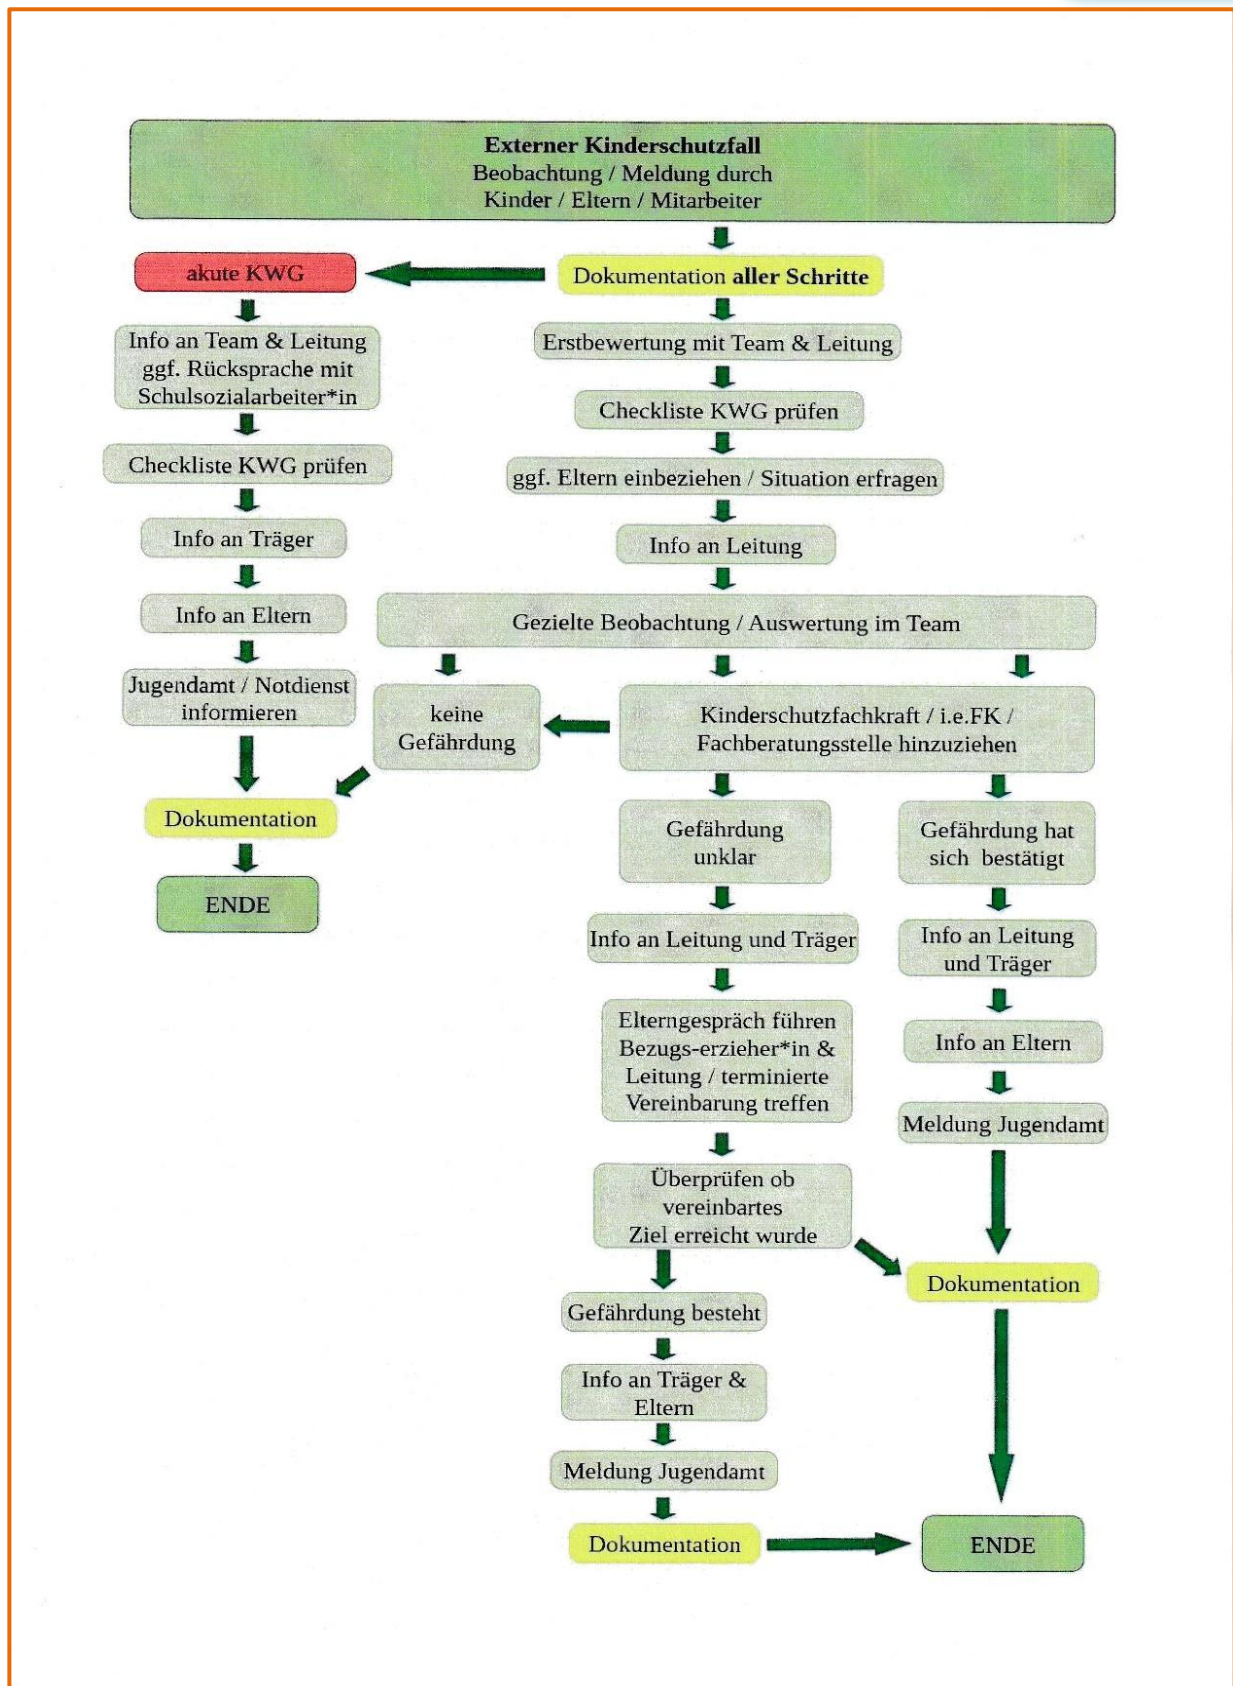 Externer Kinderschutzfall
Beobachtung / Meldung durch
Kinder / Eltern / Mitarbeiter
akute KWG
Dokumentation aller Schritte
Info an Team & Leitung
ggf. Rücksprache mit
Schulsozialarbeiter*in
Checkliste KWG prüfen
Info an Träger
Info an Eltern
Jugendamt / Notdienst
informieren
Erstbewertung mit Team & Leitung
Checkliste KWG prüfen
ggf. Eltern einbeziehen / Situation erfragen
Info an Leitung
Gezielte Beobachtung / Auswertung im Team
keine
Gefährdung
Kinderschutzfachkraft / i.e.FK /
Fachberatungsstelle hinzuziehen
Dokumentation
ENDE
Gefährdung
unklar
Info an Leitung und Träger
Elterngespräch führen
Bezugs-erzieher*in &
Leitung / terminierte
Vereinbarung treffen
Überprüfen ob
vereinbartes
Ziel erreicht wurde
Gefährdung besteht
Info an Träger &
Eltern
Meldung Jugendamt
Dokumentation
Gefährdung hat
sich bestätigt
Info an Leitung
und Träger
Info an Eltern
Meldung Jugendamt
Dokumentation
ENDE